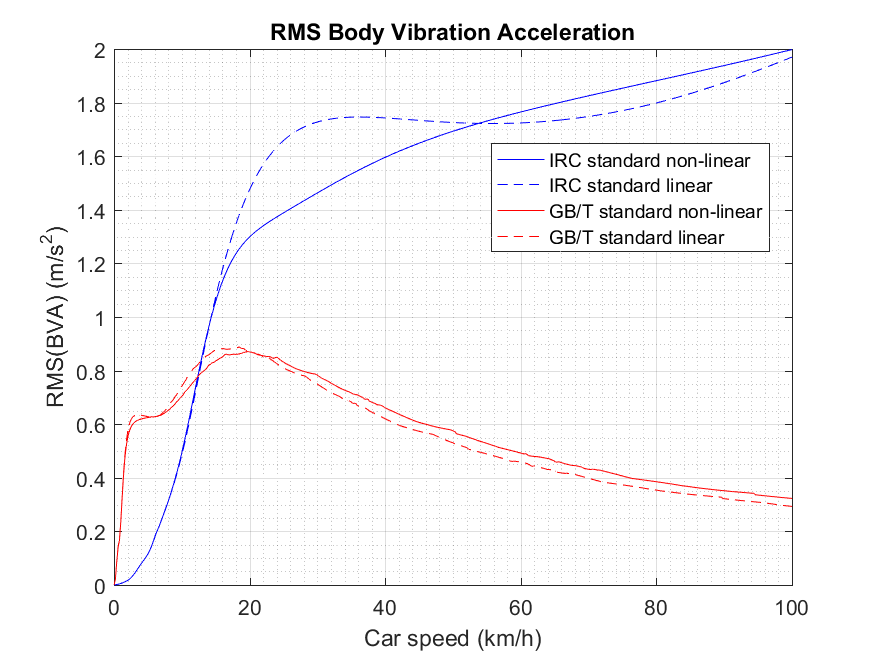 RMS Body Vibration Acceleration
RMS(BVA) (m/s²)
2
1.8
1.6
1.4
1.2
1
0.8
0.6
0.4
0.2
0
IRC standard non-linear
IRC standard linear
GB/T standard non-linear
GB/T standard linear
0 20 40 60 80 100
Car speed (km/h)